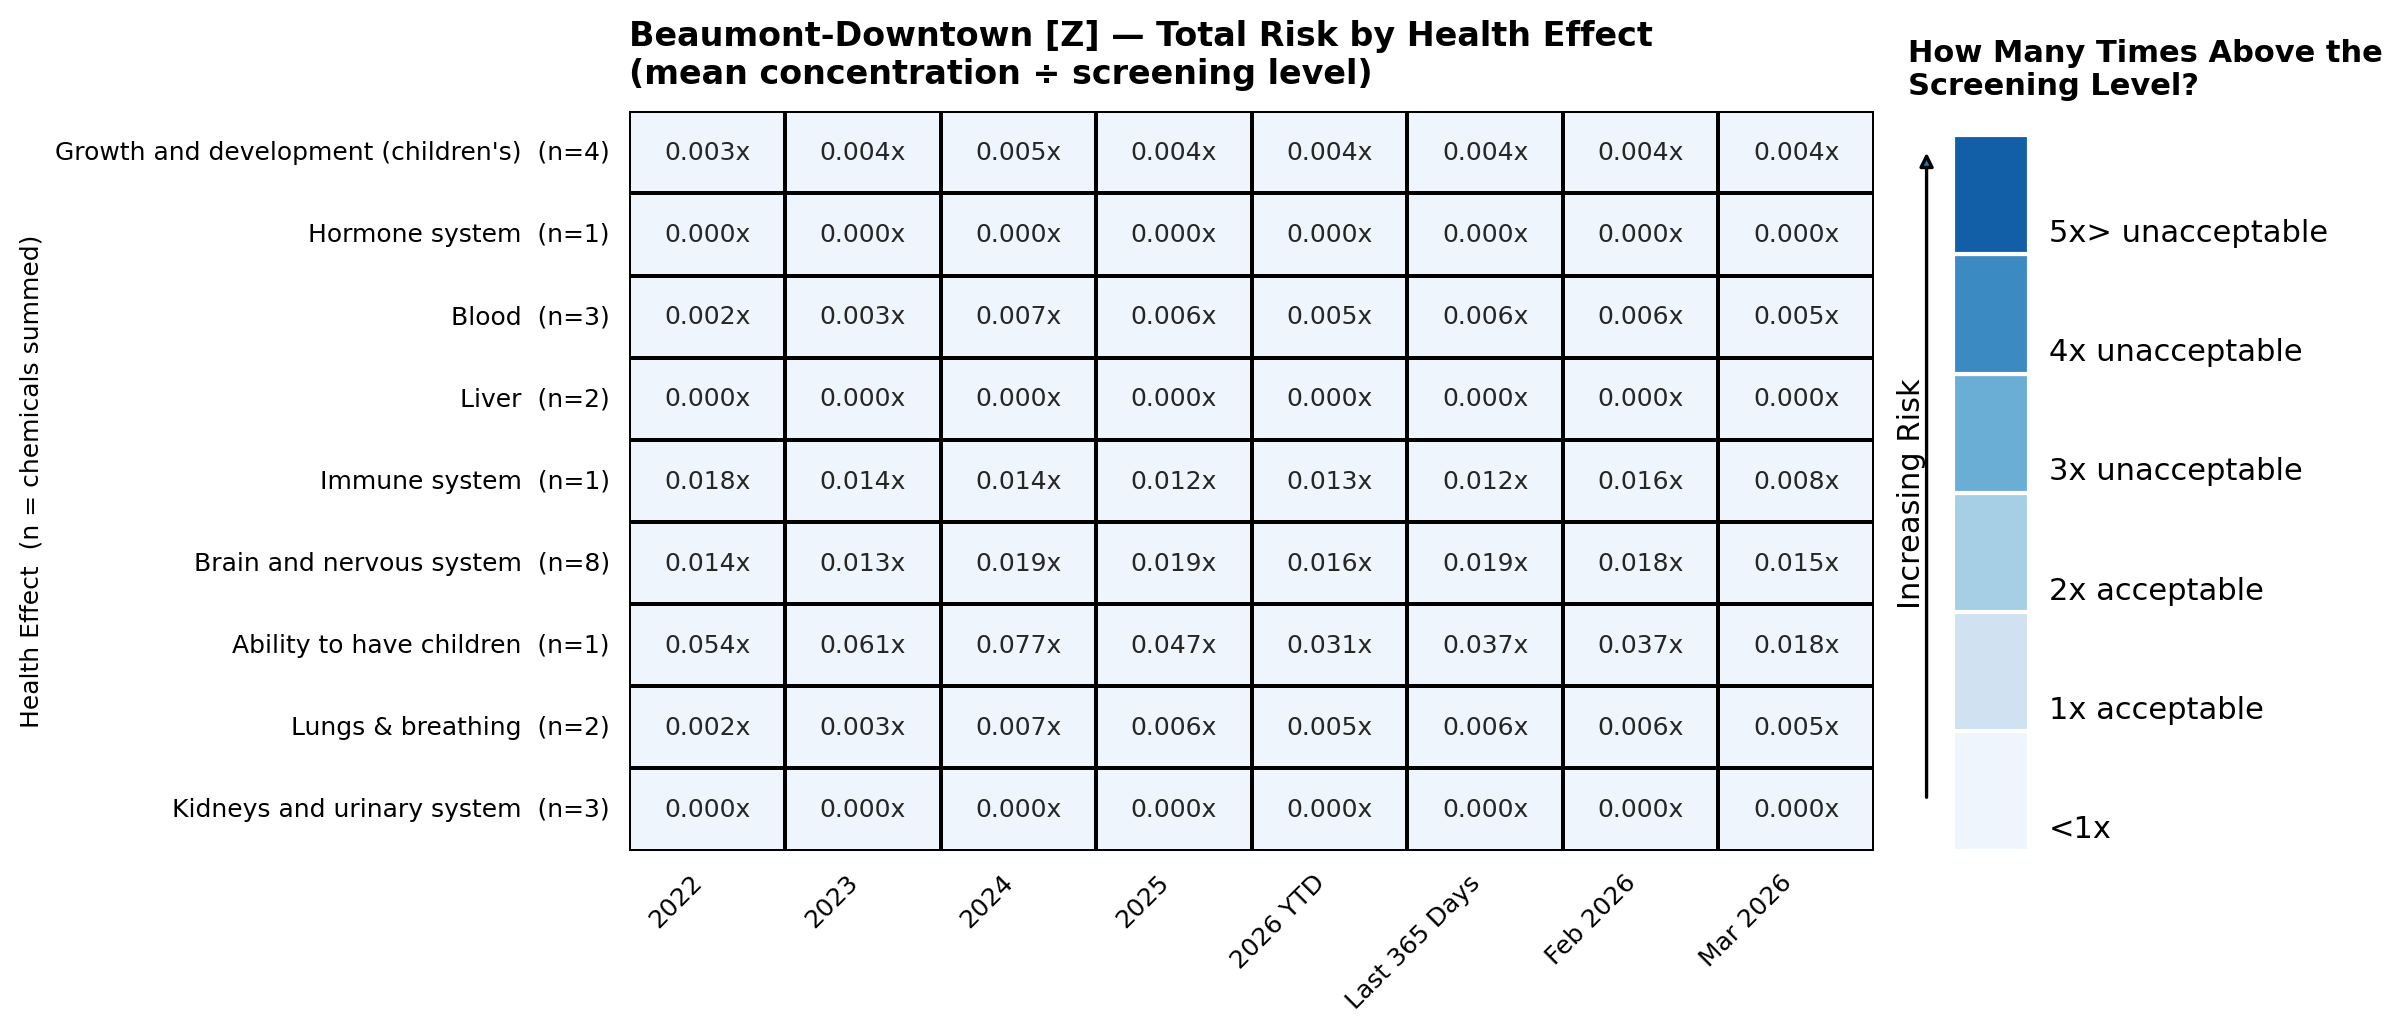 Beaumont-Downtown [Z] — Total Risk by Health Effect
(mean concentration ÷ screening level)
How Many Times Above the
Screening Level?
Health Effect  (n = chemicals summed)
Growth and development (children's)  (n=4) 0.003x 0.004x 0.005x 0.004x 0.004x 0.004x 0.004x 0.004x
Hormone system  (n=1) 0.000x 0.000x 0.000x 0.000x 0.000x 0.000x 0.000x 0.000x
Blood  (n=3) 0.002x 0.003x 0.007x 0.006x 0.005x 0.006x 0.006x 0.005x
Liver  (n=2) 0.000x 0.000x 0.000x 0.000x 0.000x 0.000x 0.000x 0.000x
Immune system  (n=1) 0.018x 0.014x 0.014x 0.012x 0.013x 0.012x 0.016x 0.008x
Brain and nervous system  (n=8) 0.014x 0.013x 0.019x 0.019x 0.016x 0.019x 0.018x 0.015x
Ability to have children  (n=1) 0.054x 0.061x 0.077x 0.047x 0.031x 0.037x 0.037x 0.018x
Lungs & breathing  (n=2) 0.002x 0.003x 0.007x 0.006x 0.005x 0.006x 0.006x 0.005x
Kidneys and urinary system  (n=3) 0.000x 0.000x 0.000x 0.000x 0.000x 0.000x 0.000x 0.000x
2022 2023 2024 2025 2026 YTD Last 365 Days Feb 2026 Mar 2026
Increasing Risk
5x> unacceptable
4x unacceptable
3x unacceptable
2x acceptable
1x acceptable
<1x